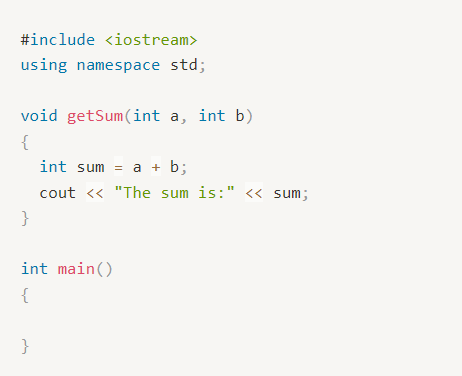 #include <iostream>
using namespace std;
void getSum(int a, int b)
{
int sum = a + b;
cout << "The sum is:" << sum;
}
int main()
{
}